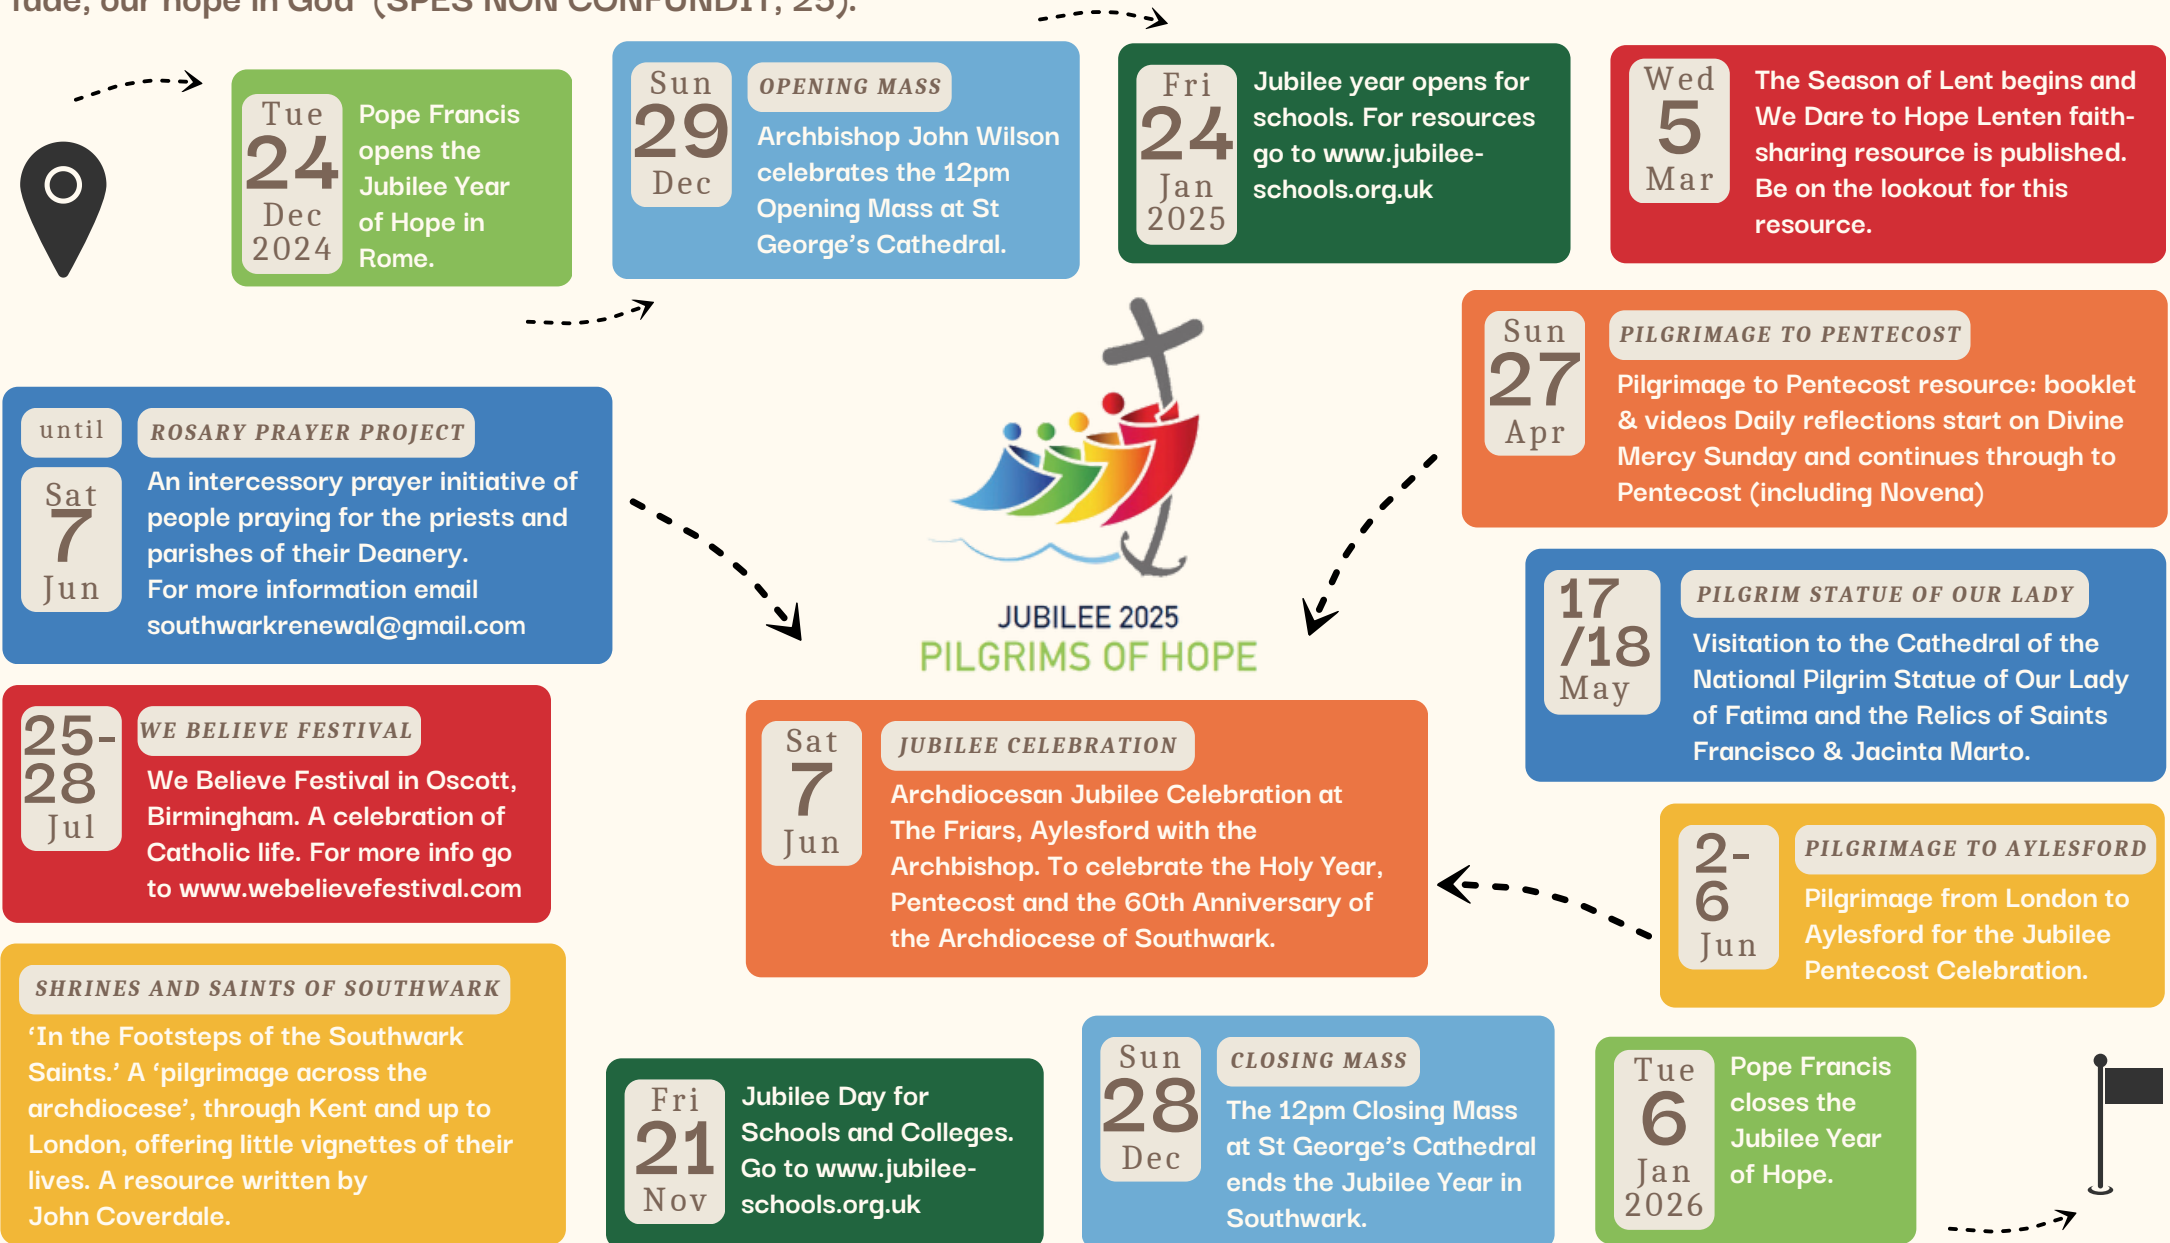 fade, our hope in God' (SPES NON CONFUNDIT, 25).
Tue
24
Dec
2024
Pope Francis
opens the
Jubilee Year
of Hope in
Rome.
Sun
29
Dec
OPENING MASS
Archbishop John Wilson
celebrates the 12pm
Opening Mass at St
George's Cathedral.
Fri
24
Jan
2025
Jubilee year opens for
schools. For resources
go to www.jubilee-
schools.org.uk
Wed
5
Mar
The Season of Lent begins and
We Dare to Hope Lenten faith-
sharing resource is published.
Be on the lookout for this
resource.
Sun
27
Apr
PILGRIMAGE TO PENTECOST
Pilgrimage to Pentecost resource: booklet
& videos Daily reflections start on Divine
Mercy Sunday and continues through to
Pentecost (including Novena)
until
Sat
7
Jun
ROSARY PRAYER PROJECT
An intercessory prayer initiative of
people praying for the priests and
parishes of their Deanery.
For more information email
southwarkrenewal@gmail.com
JUBILEE 2025
PILGRIMS OF HOPE
17
/18
May
PILGRIM STATUE OF OUR LADY
Visitation to the Cathedral of the
National Pilgrim Statue of Our Lady
of Fatima and the Relics of Saints
Francisco & Jacinta Marto.
25-
28
Jul
WE BELIEVE FESTIVAL
We Believe Festival in Oscott,
Birmingham. A celebration of
Catholic life. For more info go
to www.webelievefestival.com
Sat
7
Jun
JUBILEE CELEBRATION
Archdiocesan Jubilee Celebration at
The Friars, Aylesford with the
Archbishop. To celebrate the Holy Year,
Pentecost and the 60th Anniversary of
the Archdiocese of Southwark.
2-
6
Jun
PILGRIMAGE TO AYLESFORD
Pilgrimage from London to
Aylesford for the Jubilee
Pentecost Celebration.
SHRINES AND SAINTS OF SOUTHWARK
'In the Footsteps of the Southwark
Saints.' A 'pilgrimage across the
archdiocese', through Kent and up to
London, offering little vignettes of their
lives. A resource written by
John Coverdale.
Fri
21
Nov
Jubilee Day for
Schools and Colleges.
Go to www.jubilee-
schools.org.uk
Sun
28
Dec
CLOSING MASS
The 12pm Closing Mass
at St George's Cathedral
ends the Jubilee Year in
Southwark.
Tue
6
Jan
2026
Pope Francis
closes the
Jubilee Year
of Hope.